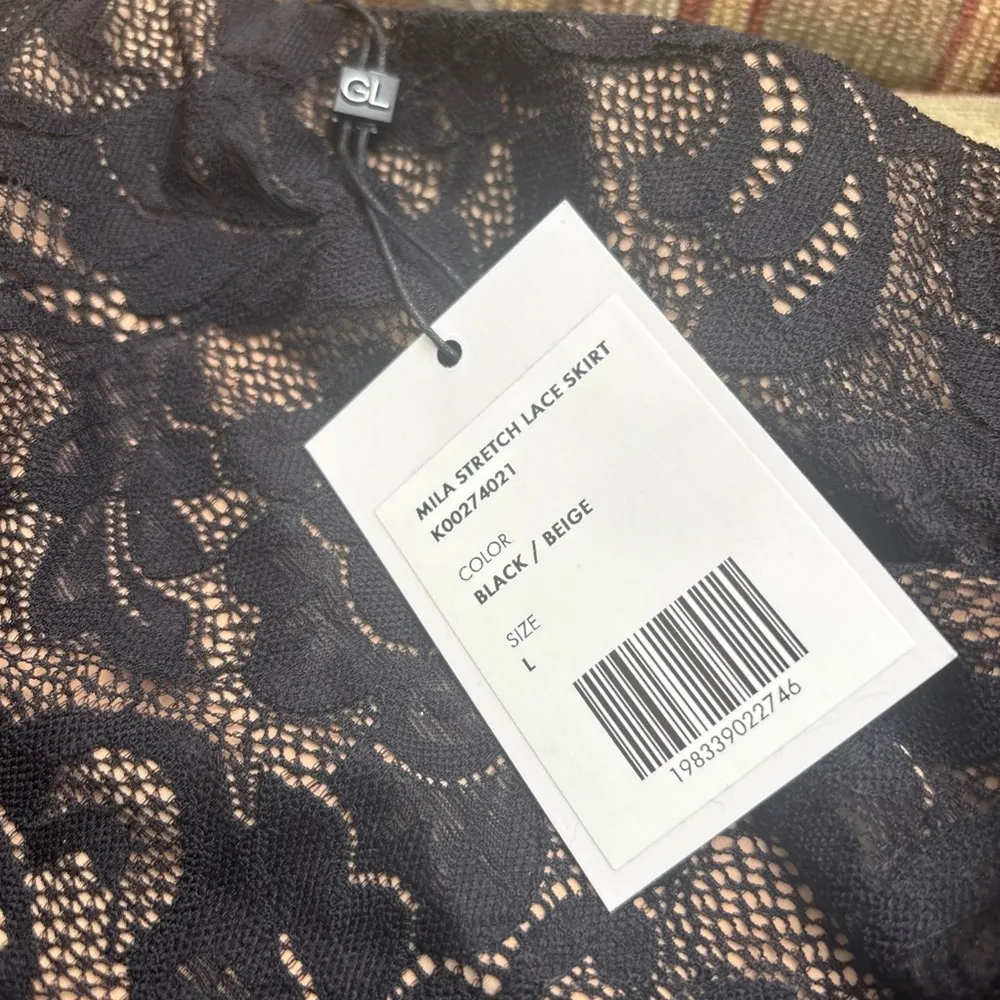 GL
MILA STRETCH LACE SKIRT
K00274021
COLOR
BLACK / BEIGE
SIZE
L
198339022746